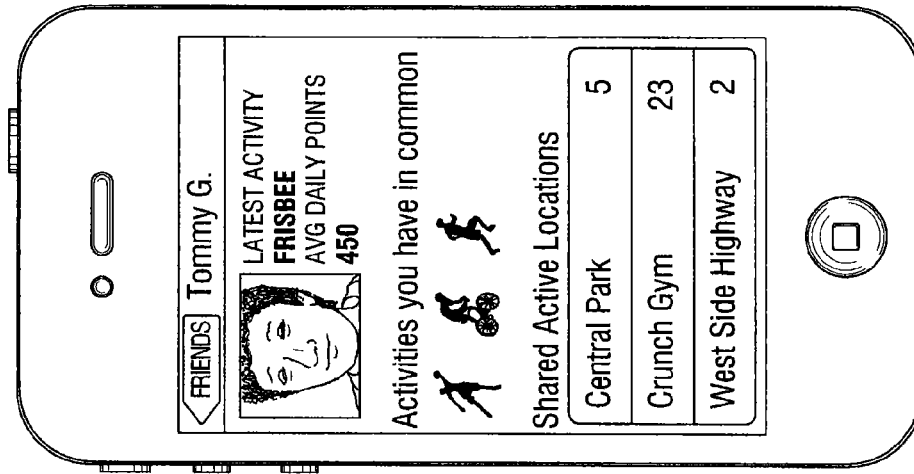 FRIENDS Tommy G.
LATEST ACTIVITY
FRISBEE
AVG DAILY POINTS
450
Activities you have in common
Shared Active Locations
Central Park 5
Crunch Gym 23
West Side Highway 2